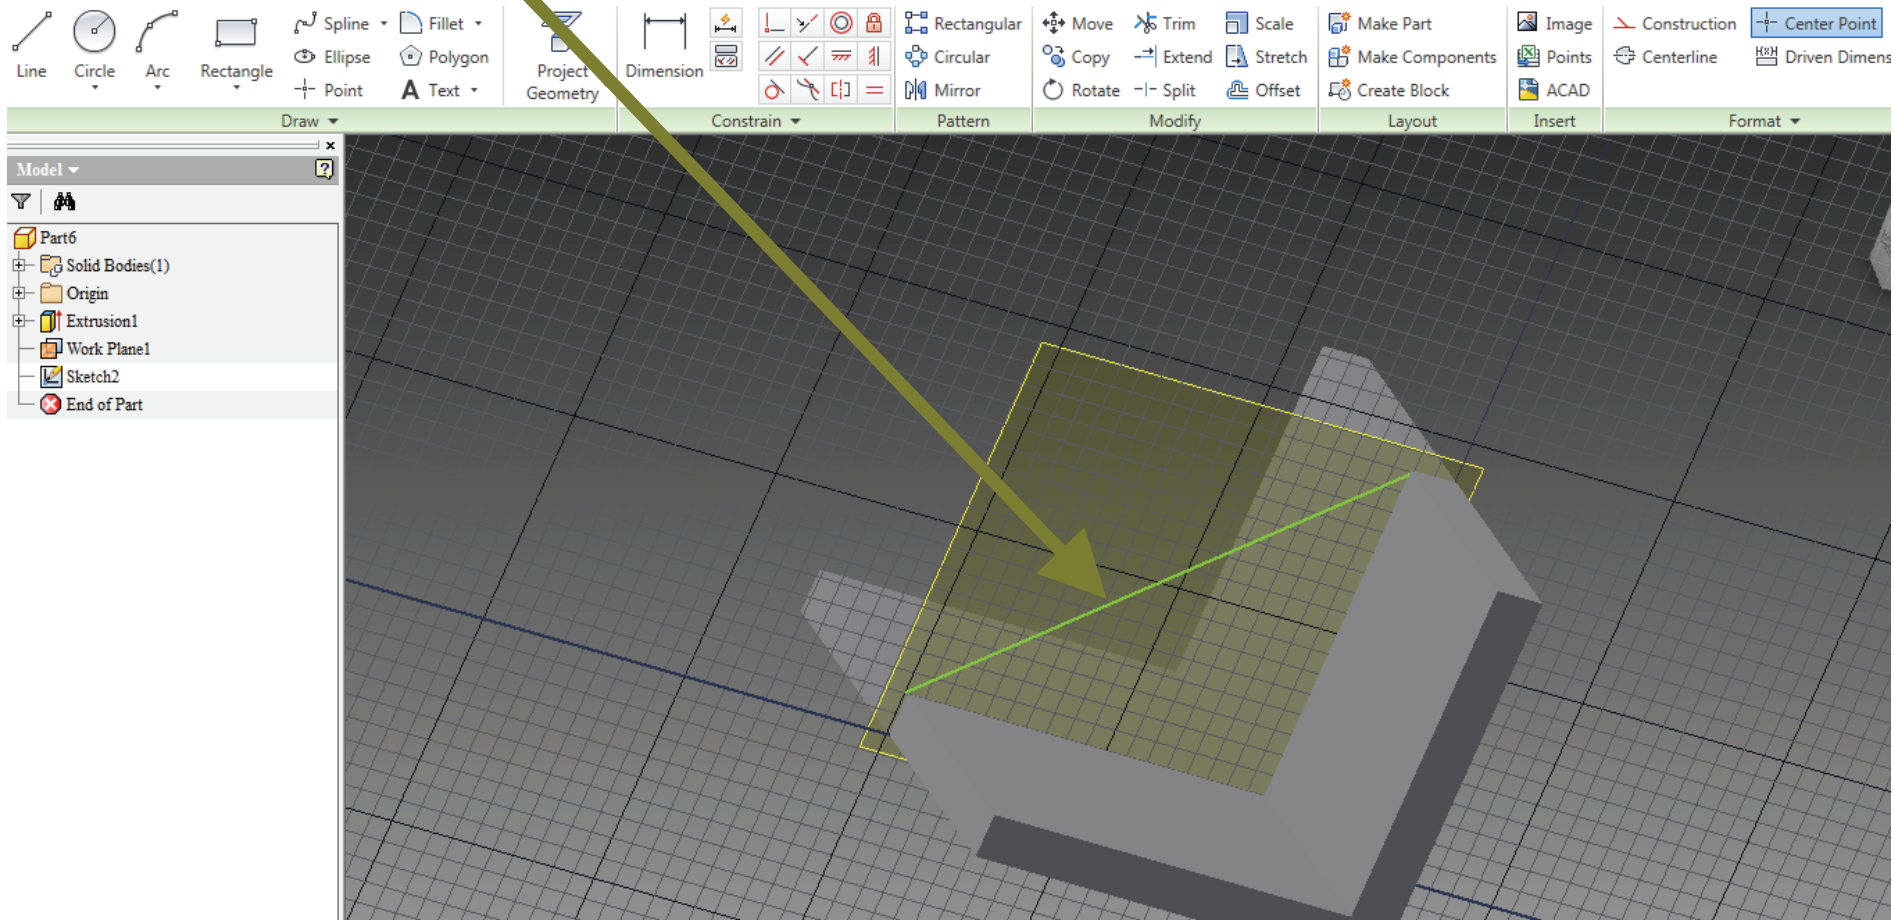 Line
Circle
Arc
Rectangle
Spline
Ellipse
Point
Fillet
Polygon
A Text
Project
Geometry
Dimension
Rectangular
Circular
Mirror
Move
Copy
Rotate
Trim
Extend
Split
Scale
Stretch
Offset
Make Part
Make Components
Create Block
Image
Points
ACAD
Construction
Centerline
Center Point
Driven Dimens
Draw
Constrain
Pattern
Modify
Layout
Insert
Format
Model
Part6
Solid Bodies(1)
Origin
Extrusion1
Work Plane1
Sketch2
End of Part